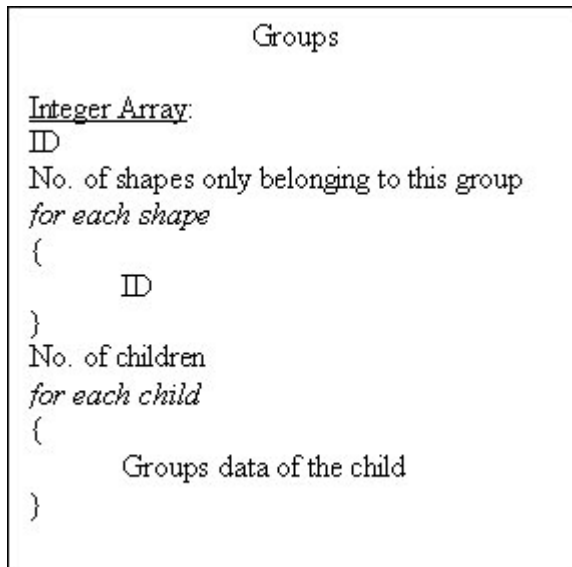 Groups
Integer Array:
ID
No. of shapes only belonging to this group
for each shape
{
ID
}
No. of children
for each child
{
Groups data of the child
}